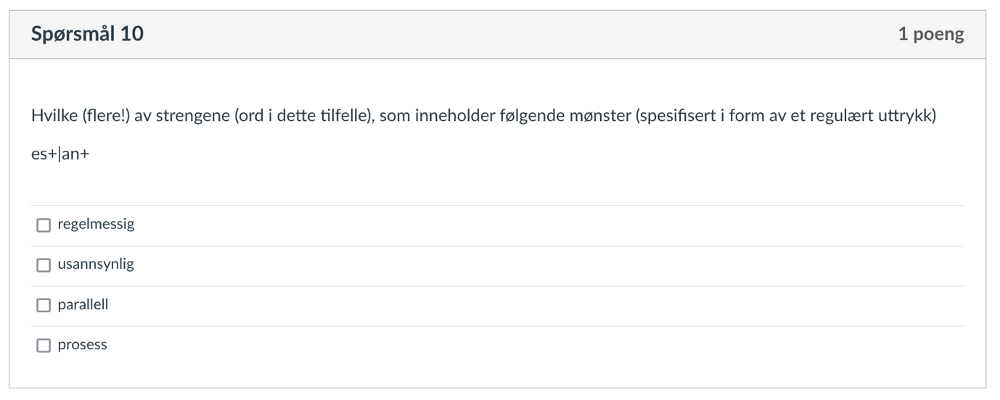 Spørsmål 10
1 poeng
Hvilke (flere!) av strengene (ord i dette tilfelle), som inneholder følgende mønster (spesifisert i form av et regulært uttrykk)
es+|an+
regelmessig
usannsynlig
parallell
prosess